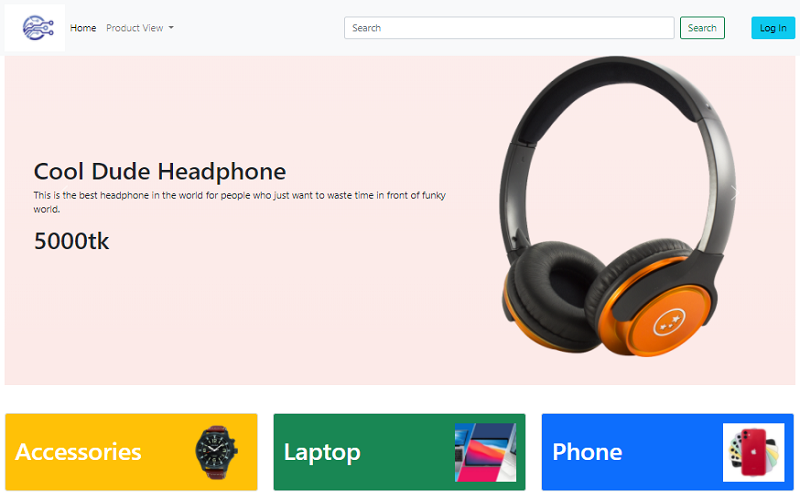 Home Product View Search Search Log In
Cool Dude Headphone
This is the best headphone in the world for people who just want to waste time in front of funky
world.
5000tk
Accessories
Laptop
Phone